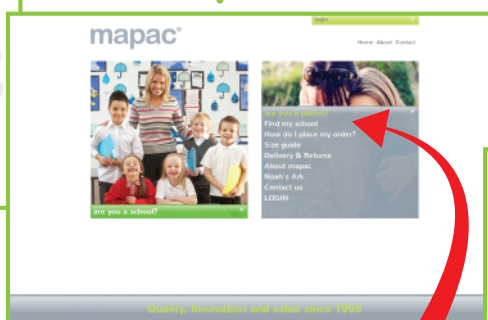 login
mapac®
Home About Contact
are you a parent?
Find my school
How do I place my order?
Size guide
Delivery & Returns
About mapac
Noah's Ark
Contact us
LOGIN
are you a school?
Quality, Innovation and value since 1955